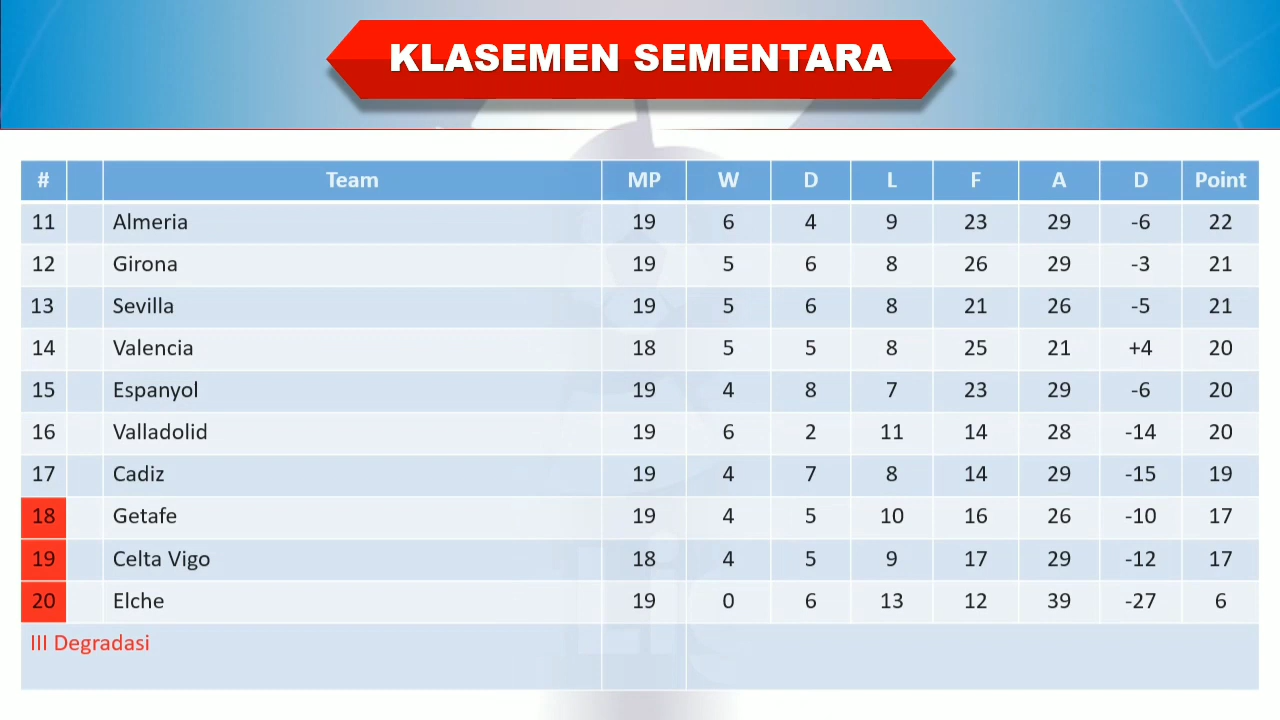 KLASEMEN SEMENTARA
# Team MP W D L F A D Point
11 Almeria 19 6 4 9 23 29 -6 22
12 Girona 19 5 6 8 26 29 -3 21
13 Sevilla 19 5 6 8 21 26 -5 21
14 Valencia 18 5 5 8 25 21 +4 20
15 Espanyol 19 4 8 7 23 29 -6 20
16 Valladolid 19 6 2 11 14 28 -14 20
17 Cadiz 19 4 7 8 14 29 -15 19
18 Getafe 19 4 5 10 16 26 -10 17
19 Celta Vigo 18 4 5 9 17 29 -12 17
20 Elche 19 0 6 13 12 39 -27 6
III Degradasi